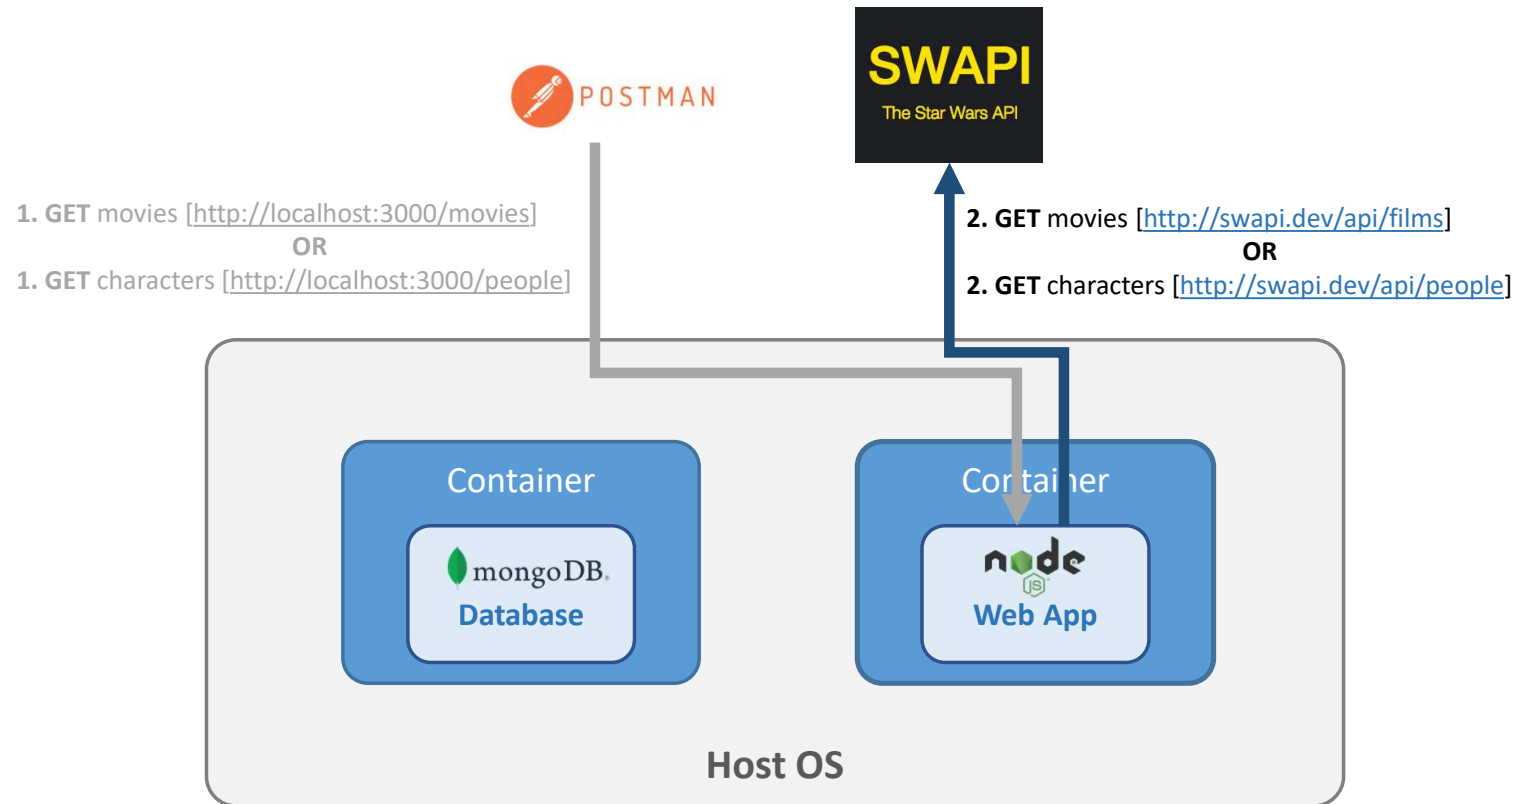 SWAPI
The Star Wars API
POSTMAN
1. GET movies [http://localhost:3000/movies]
OR
1. GET characters [http://localhost:3000/people]
2. GET movies [http://swapi.dev/api/films]
OR
2. GET characters [http://swapi.dev/api/people]
Container
mongoDB.
Database
Container
node
JS
Web App
Host OS